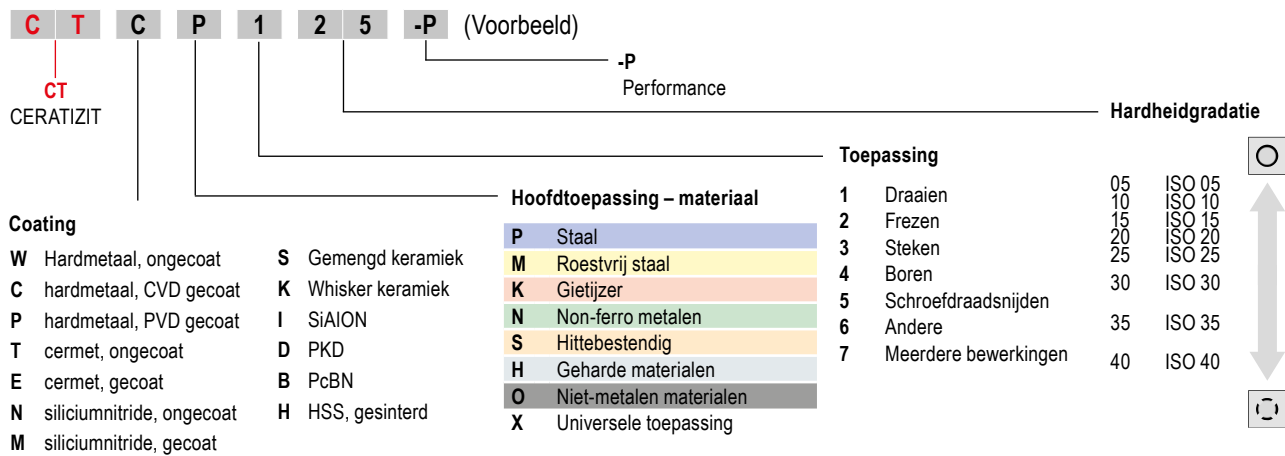 C T C P 1 2 5 -P (Voorbeeld)
-P
Performance
CT
CERATIZIT
Hardheidgradatie
05 ISO 05
10 ISO 10
15 ISO 15
20 ISO 20
25 ISO 25
30 ISO 30
35 ISO 35
40 ISO 40
Toepassing
1 Draaien
2 Frezen
3 Steken
4 Boren
5 Schroefdraadsnijden
6 Andere
7 Meerdere bewerkingen
Hoofdtoepassing – materiaal
P Staal
M Roestvrij staal
K Gietijzer
N Non-ferro metalen
S Hittebestendig
H Geharde materialen
O Niet-metalen materialen
X Universele toepassing
Coating
W Hardmetaal, ongecoat
C hardmetaal, CVD gecoat
P hardmetaal, PVD gecoat
T cermet, ongecoat
E cermet, gecoat
N siliciumnitride, ongecoat
M siliciumnitride, gecoat
S Gemengd keramiek
K Whisker keramiek
I SiAION
D PKD
B PcBN
H HSS, gesinterd